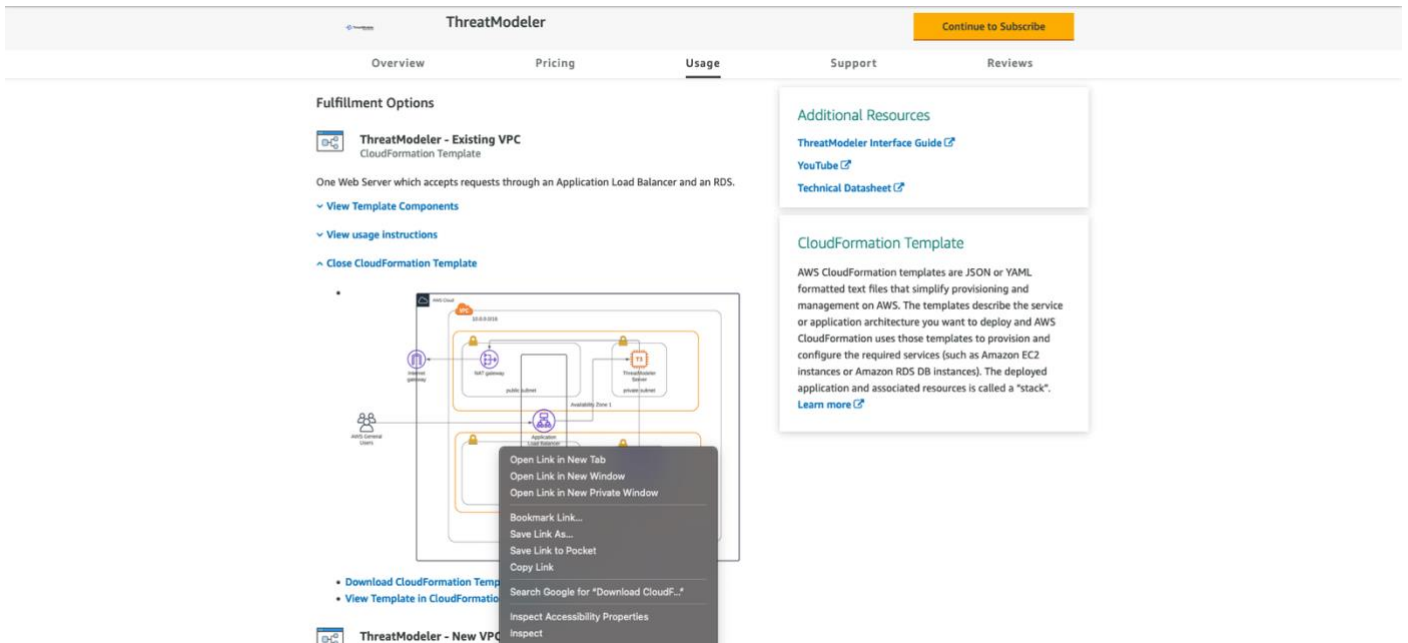 ThreatModeler
Continue to Subscribe
Overview
Pricing
Usage
Support
Reviews
Fulfillment Options
ThreatModeler - Existing VPC
CloudFormation Template
One Web Server which accepts requests through an Application Load Balancer and an RDS.
View Template Components
View usage instructions
Close CloudFormation Template
AWS Cloud
VPC
10.0.0.0/16
Internet
gateway
NAT gateway
public subnet
T3
ThreatModeler
Server
private subnet
Availability Zone 1
AWS General
Users
Application
Load Balancer
Open Link in New Tab
Open Link in New Window
Open Link in New Private Window
Bookmark Link...
Save Link As...
Save Link to Pocket
Copy Link
Search Google for "Download CloudF..."
Inspect Accessibility Properties
Inspect
• Download CloudFormation Temp
• View Template in CloudFormatio
ThreatModeler - New VPC
Additional Resources
ThreatModeler Interface Guide
YouTube
Technical Datasheet
CloudFormation Template
AWS CloudFormation templates are JSON or YAML
formatted text files that simplify provisioning and
management on AWS. The templates describe the service
or application architecture you want to deploy and AWS
CloudFormation uses those templates to provision and
configure the required services (such as Amazon EC2
instances or Amazon RDS DB instances). The deployed
application and associated resources is called a "stack".
Learn more